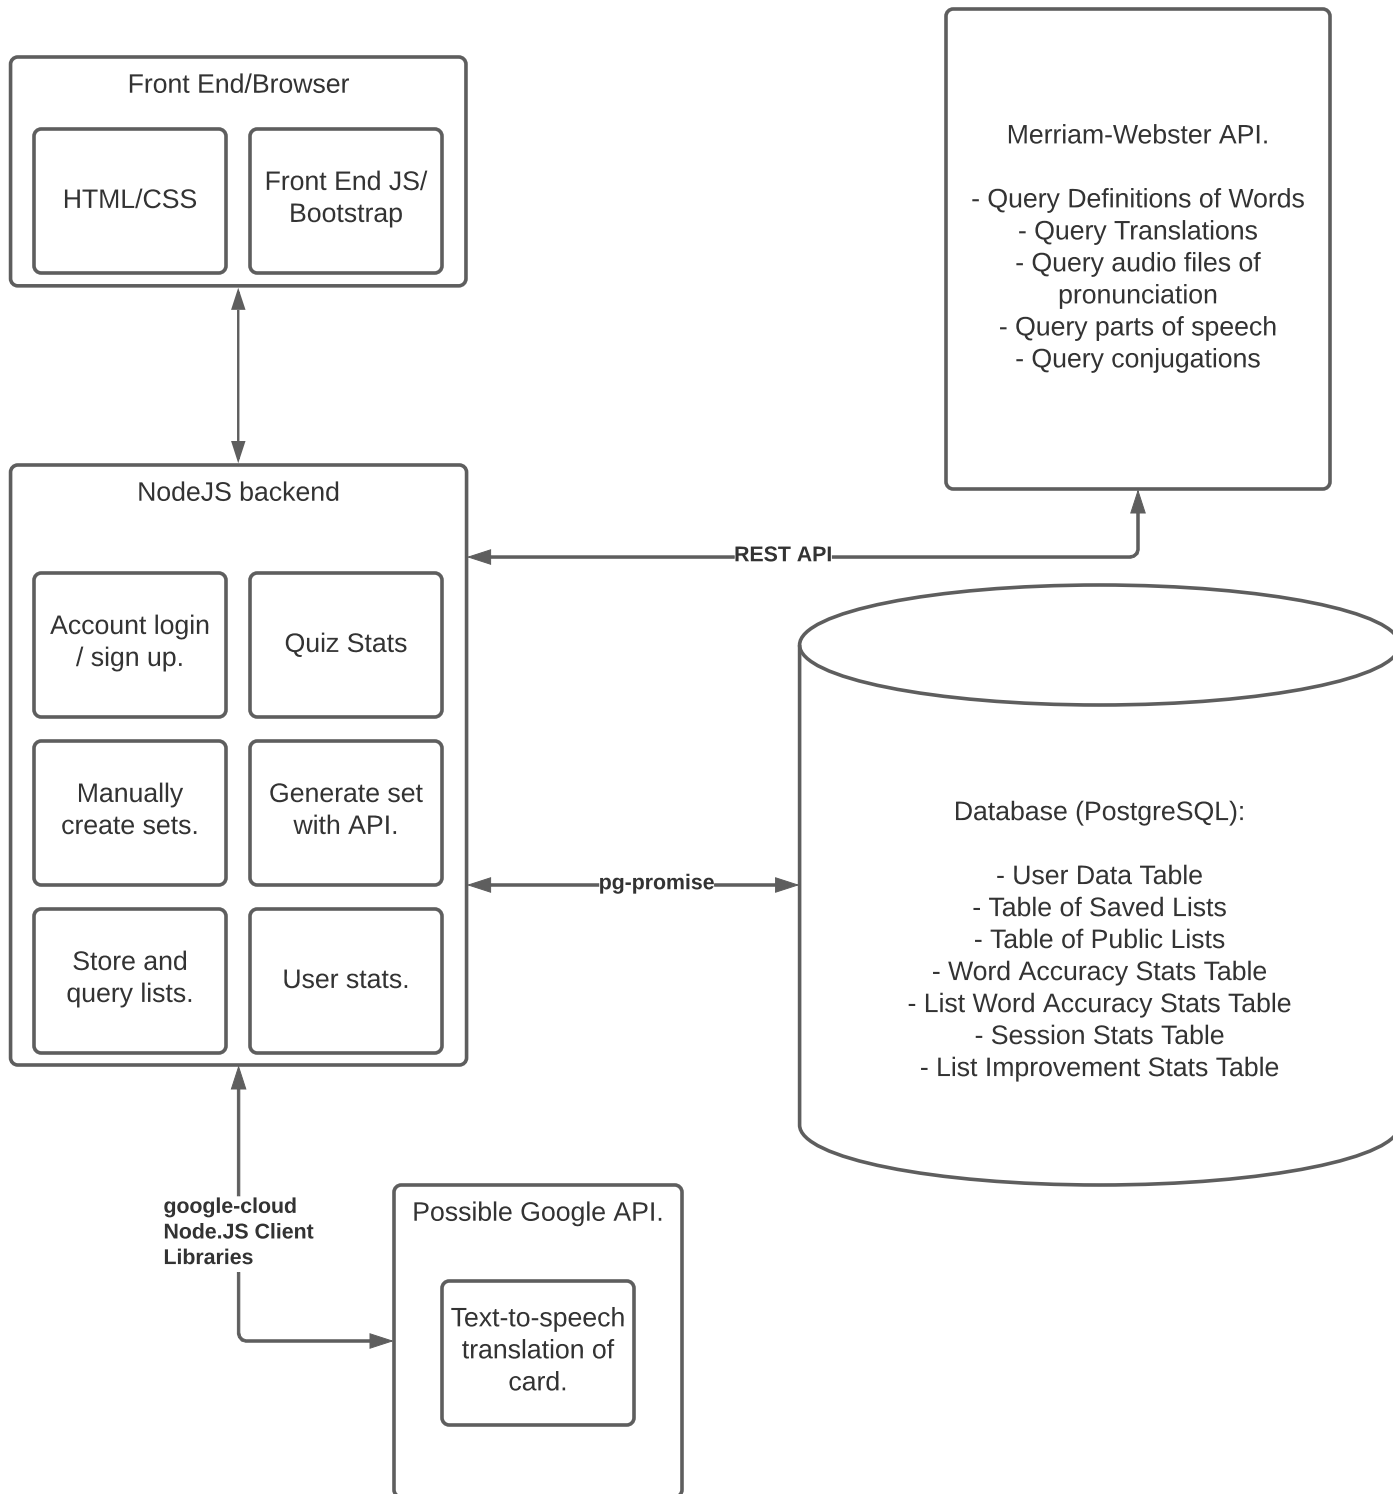 Front End/Browser
HTML/CSS
Front End JS/
Bootstrap
Merriam-Webster API.
- Query Definitions of Words
- Query Translations
- Query audio files of
pronunciation
- Query parts of speech
- Query conjugations
NodeJS backend
REST API
Account login
/ sign up.
Quiz Stats
Manually
create sets.
Generate set
with API.
Store and
query lists.
User stats.
pg-promise
Database (PostgreSQL):
- User Data Table
- Table of Saved Lists
- Table of Public Lists
- Word Accuracy Stats Table
- List Word Accuracy Stats Table
- Session Stats Table
- List Improvement Stats Table
google-cloud
Node.JS Client
Libraries
Possible Google API.
Text-to-speech
translation of
card.